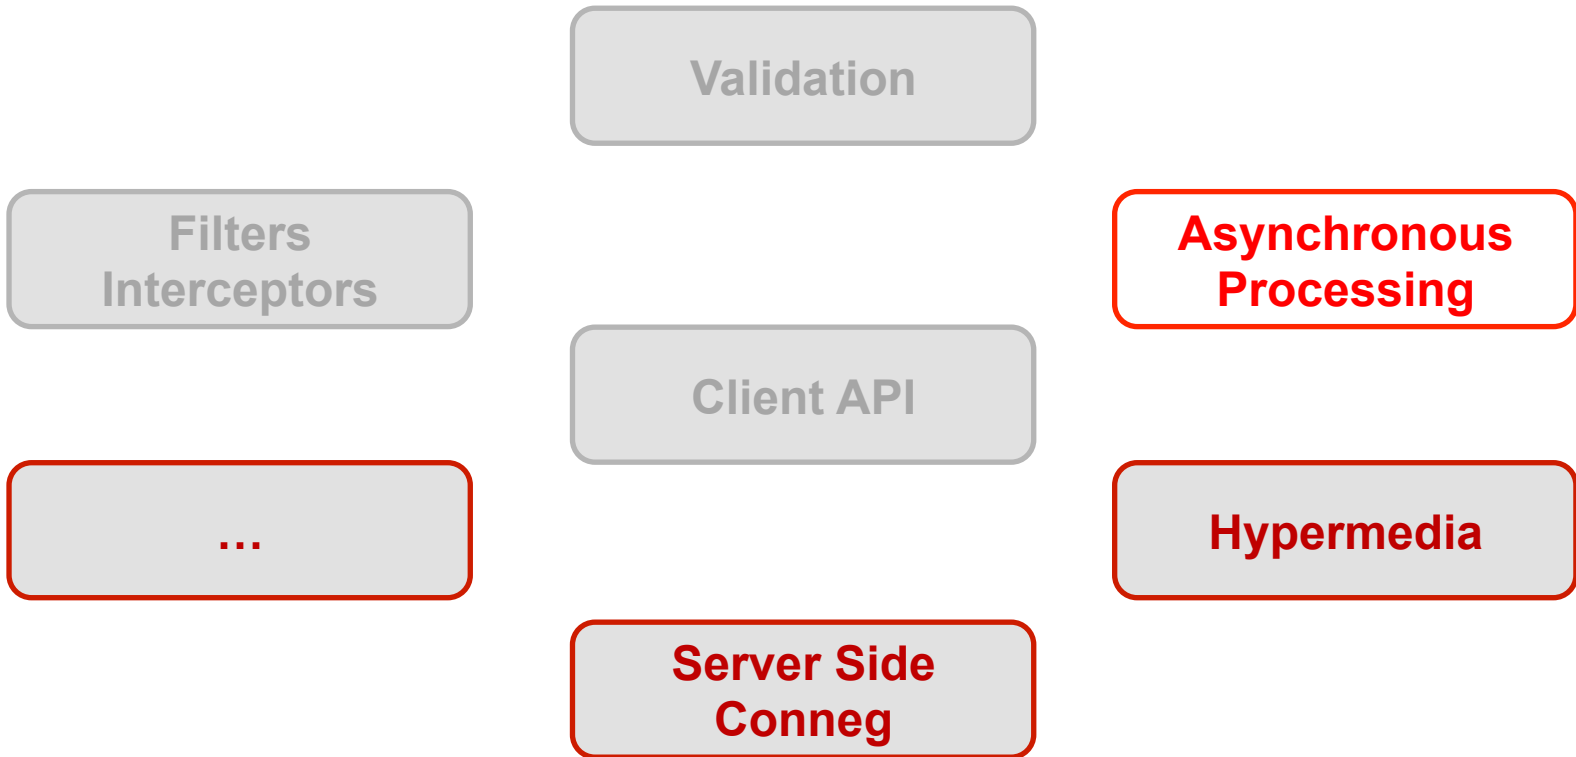 Validation
Filters
Interceptors
Asynchronous
Processing
Client API
...
Hypermedia
Server Side
Conneg